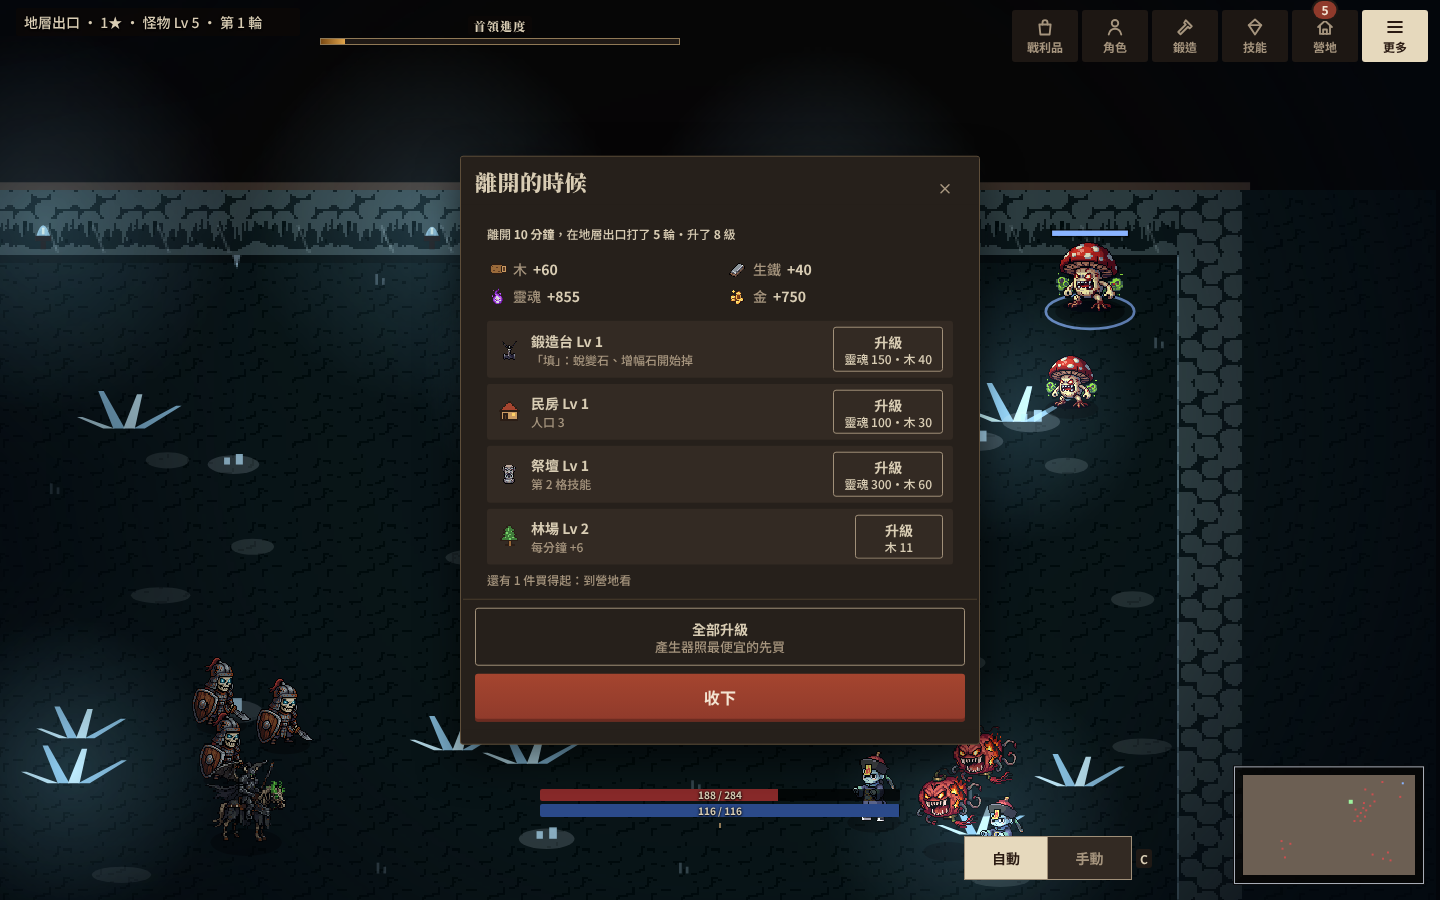 地層出口 • 1★ • 怪物 Lv 5 • 第 1 輪
首領進度
戰利品
角色
鍛造
技能
5
營地
更多
離開的時候
×
離開 10 分鐘，在地層出口打了 5 輪・升了 8 級
木 +60
生鐵 +40
靈魂 +855
金 +750
鍛造台 Lv 1
「填」：蛻變石、增幅石開始掉
升級
靈魂 150・木 40
民房 Lv 1
人口 3
升級
靈魂 100・木 30
祭壇 Lv 1
第 2 格技能
升級
靈魂 300・木 60
林場 Lv 2
每分鐘 +6
升級
木 11
還有 1 件買得起：到營地看
全部升級
產生器照最便宜的先買
收下
188 / 284
116 / 116
自動
手動
C